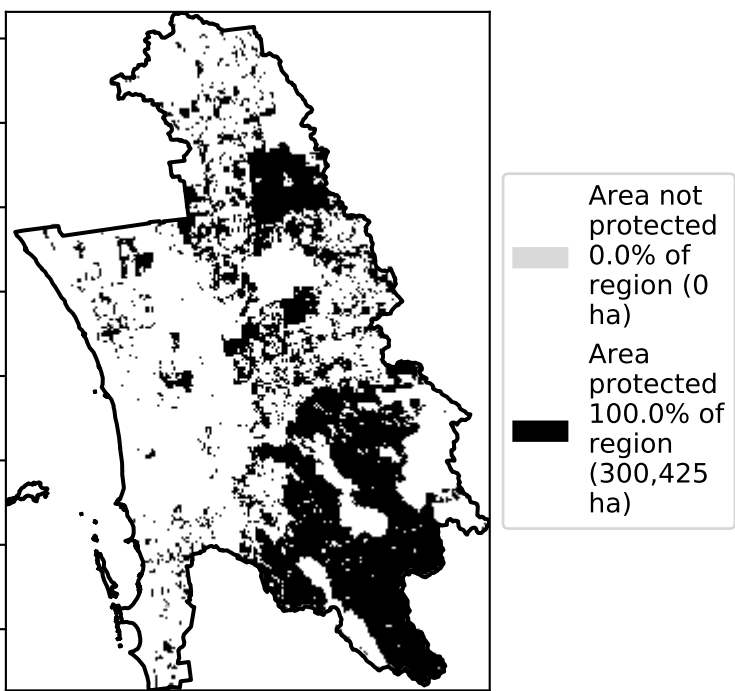 Area not
protected
0.0% of
region (0
ha)
Area
protected
100.0% of
region
(300,425
ha)